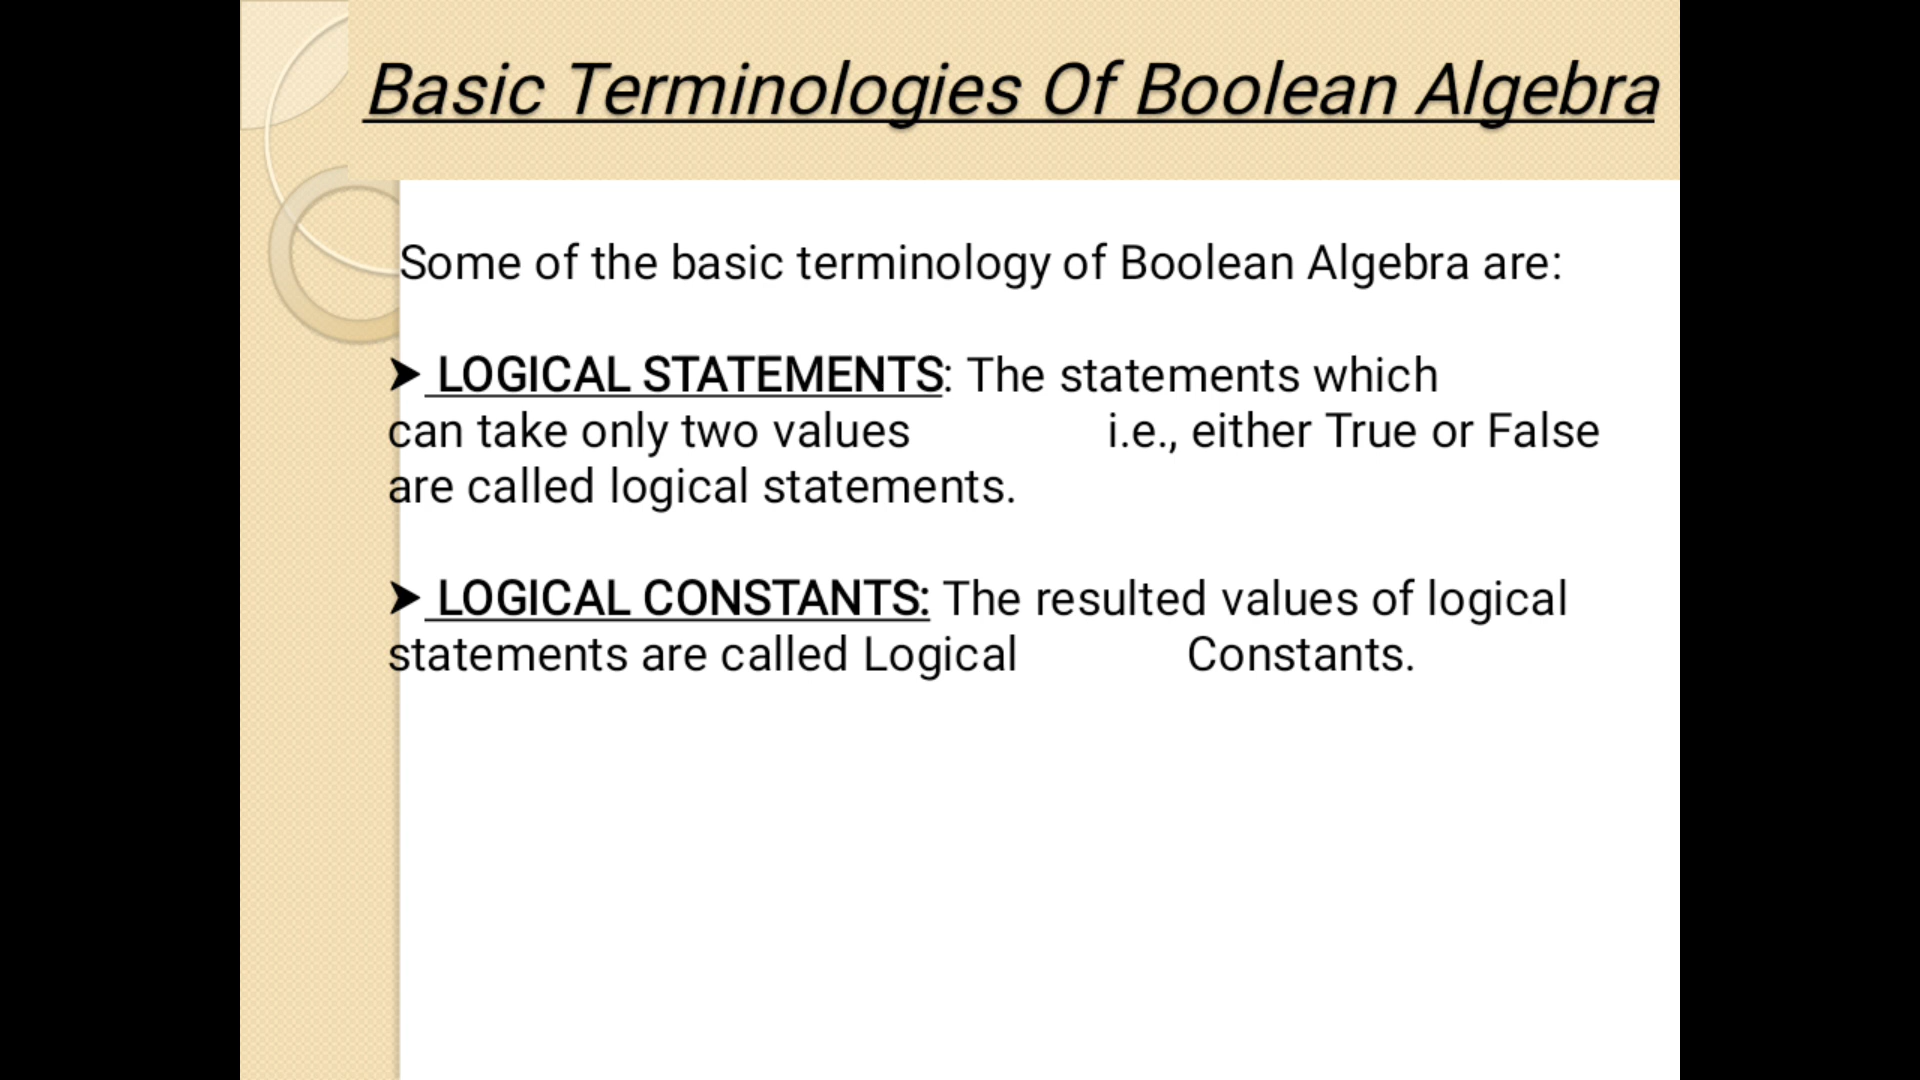 Basic Terminologies Of Boolean Algebra
Some of the basic terminology of Boolean Algebra are:
➤ LOGICAL STATEMENTS: The statements which
can take only two values i.e., either True or False
are called logical statements.
➤ LOGICAL CONSTANTS: The resulted values of logical
statements are called Logical Constants.